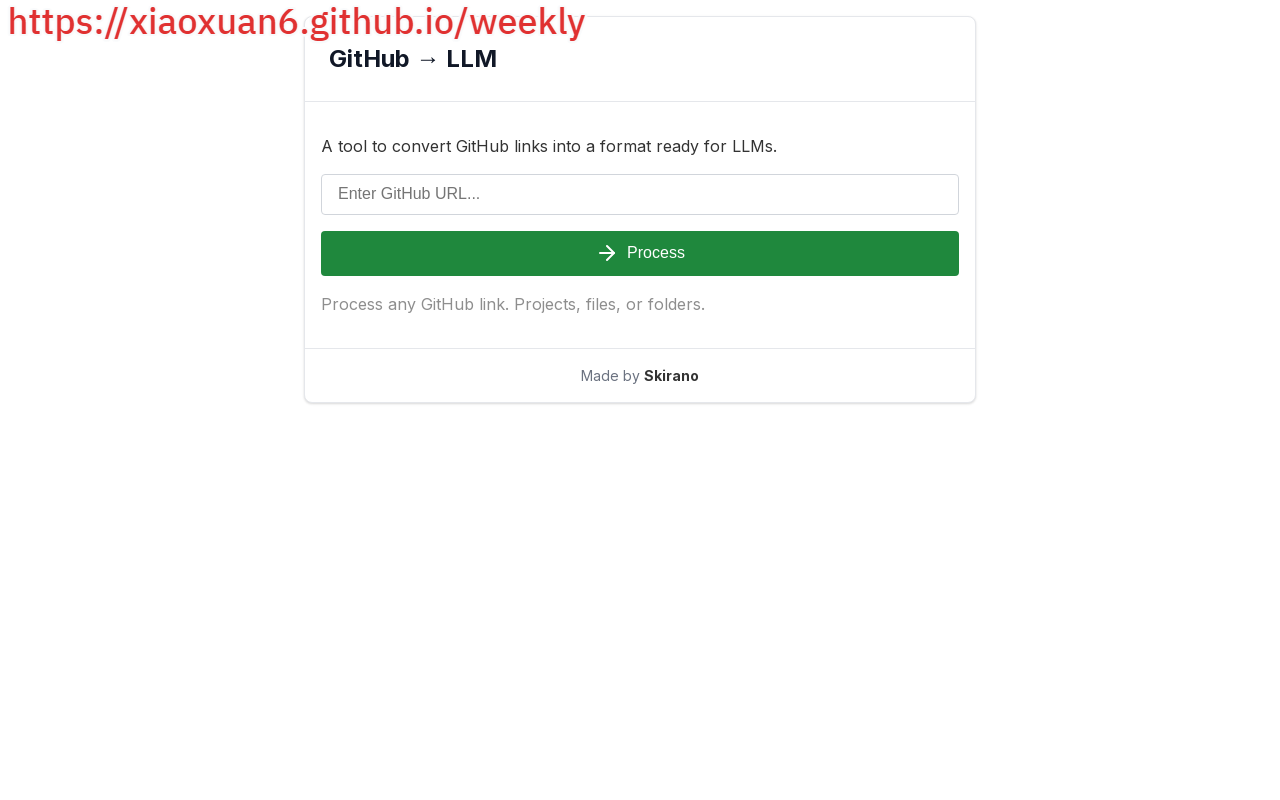 https://xiaoxuan6.github.io/weekly
GitHub → LLM
A tool to convert GitHub links into a format ready for LLMs.
Enter GitHub URL...
Process
Process any GitHub link. Projects, files, or folders.
Made by Skirano